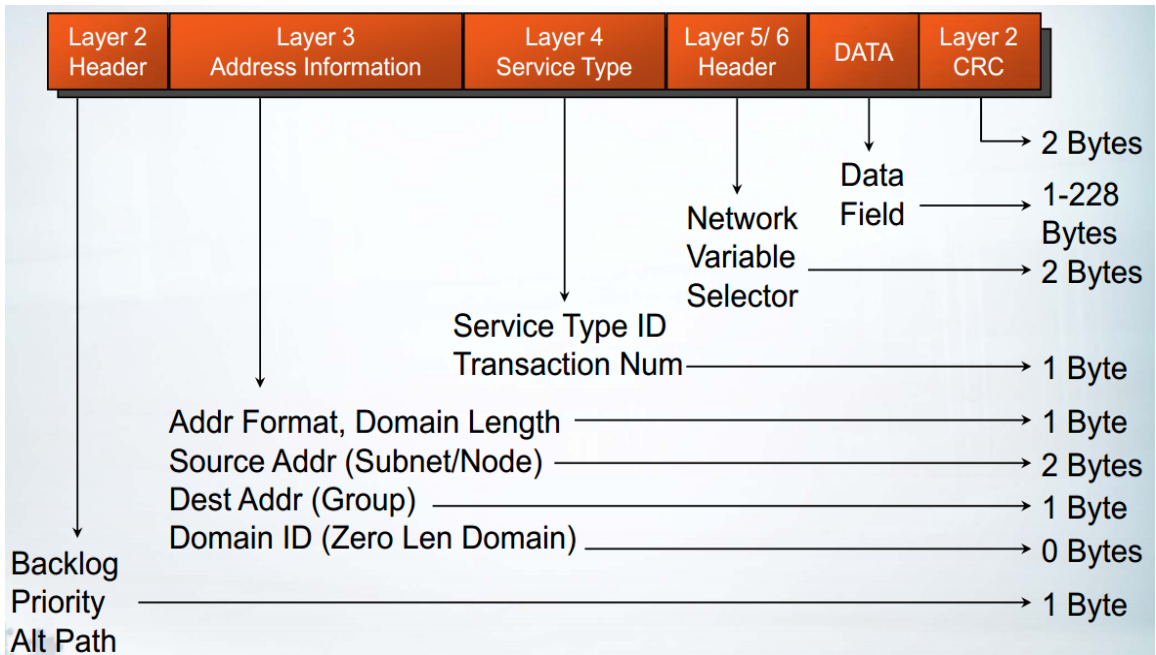 Layer 2
Header
Layer 3
Address Information
Layer 4
Service Type
Layer 5/ 6
Header
DATA
Layer 2
CRC
2 Bytes
Data
Field
1-228
Bytes
Network
Variable
Selector
2 Bytes
Service Type ID
Transaction Num
1 Byte
Addr Format, Domain Length
1 Byte
Source Addr (Subnet/Node)
2 Bytes
Dest Addr (Group)
1 Byte
Domain ID (Zero Len Domain)
0 Bytes
Backlog
Priority
Alt Path
1 Byte